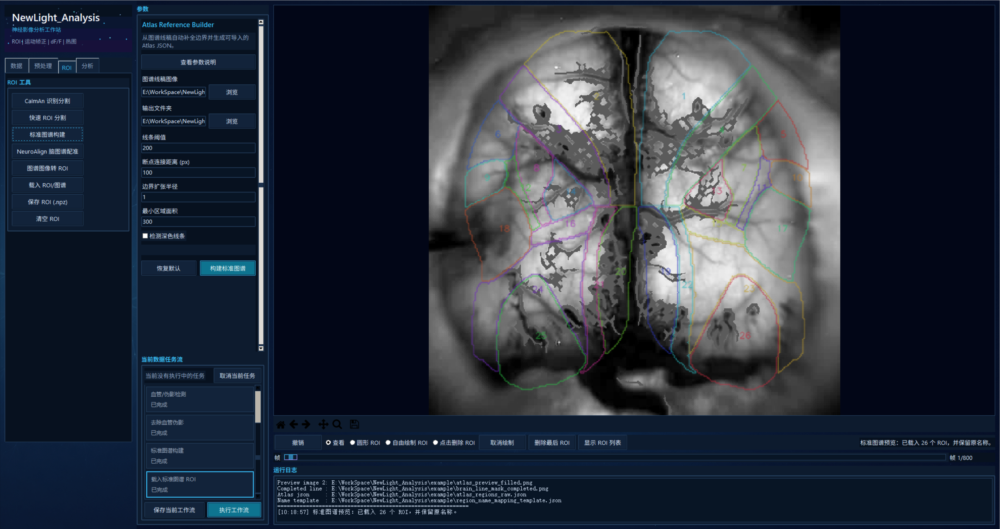 NewLight_Analysis
神经影像分析工作站
ROI | 运动矫正 | dF/F | 热图
数据
预处理
ROI
分析
ROI 工具
CaImAn 识别分割
快速 ROI 分割
标准图谱构建
NeuroAlign 脑图谱配准
图谱图像转 ROI
载入 ROI/图谱
保存 ROI (.npz)
清空 ROI
参数
Atlas Reference Builder
从图谱线稿自动补全边界并生成可导入的
Atlas JSON。
查看参数说明
图谱线稿图像
E:\WorkSpace\NewLigh
浏览
输出文件夹
E:\WorkSpace\NewLigh
浏览
线条阈值
200
断点连接距离 (px)
100
边界扩张半径
1
最小区域面积
300
检测深色线条
恢复默认
构建标准图谱
当前数据任务流
当前没有执行中的任务
取消当前任务
血管/伪影检测
已完成
去除血管伪影
已完成
标准图谱构建
已完成
载入标准图谱 ROI
已完成
保存当前工作流
执行工作流
1
2
3
4
5
6
7
8
9
10
11
12
13
14
16
17
18
19
20
21
22
23
24
25
26
撤销
查看
圆形 ROI
自由绘制 ROI
点击删除 ROI
取消绘制
删除最后 ROI
显示 ROI 列表
标准图谱预览：已载入 26 个 ROI，并保留原名称。
帧
帧 1/800
运行日志
Preview image 2: E:\WorkSpace\NewLight_Analysis\example\atlas_preview_filled.png
Completed line : E:\WorkSpace\NewLight_Analysis\example\brain_line_mask_completed.png
Atlas json     : E:\WorkSpace\NewLight_Analysis\example\atlas_regions_raw.json
Name template  : E:\WorkSpace\NewLight_Analysis\example\region_name_mapping_template.json
============================================================
[10:18:57] 标准图谱预览：已载入 26 个 ROI，并保留原名称。